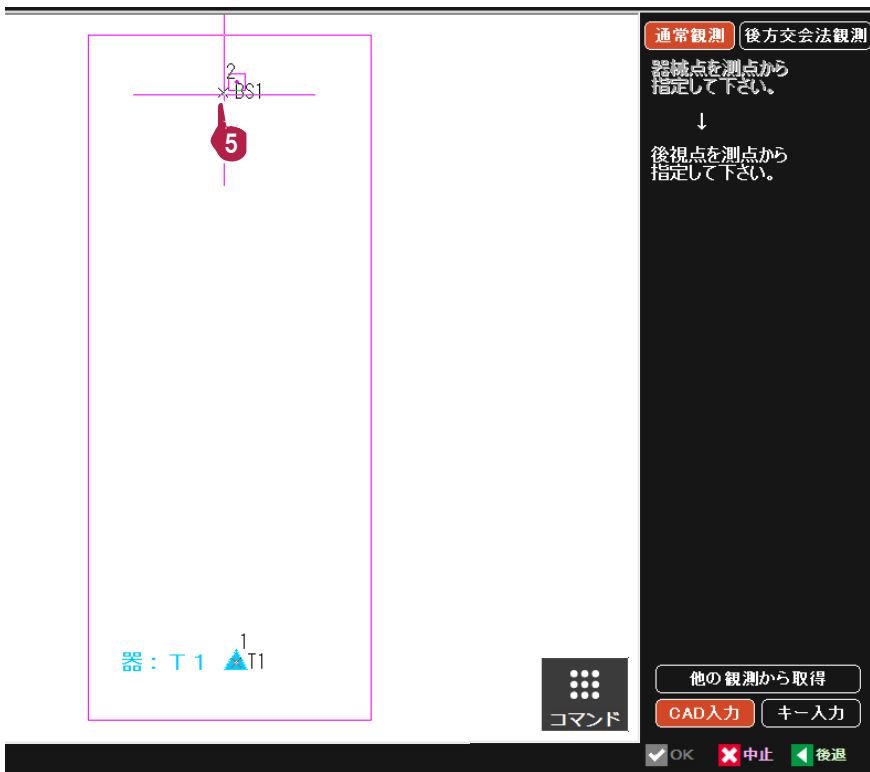 通常観測
後方交会法観測
器械点を測点から
指定して下さい。
↓
後視点を測点から
指定して下さい。
2
BS1
5
1
器：T1
T1
コマンド
他の観測から取得
CAD入力
キー入力
OK
中止
後退